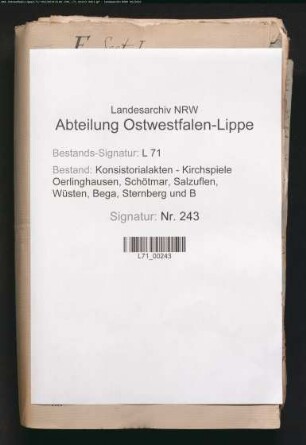 Landesarchiv NRW
Abteilung Ostwestfalen-Lippe
Bestands-Signatur: L 71
Bestand: Konsistorialakten - Kirchspiele
Oerlinghausen, Schötmar, Salzuflen,
Wüsten, Bega, Sternberg und B
Signatur: Nr. 243
L71_00243